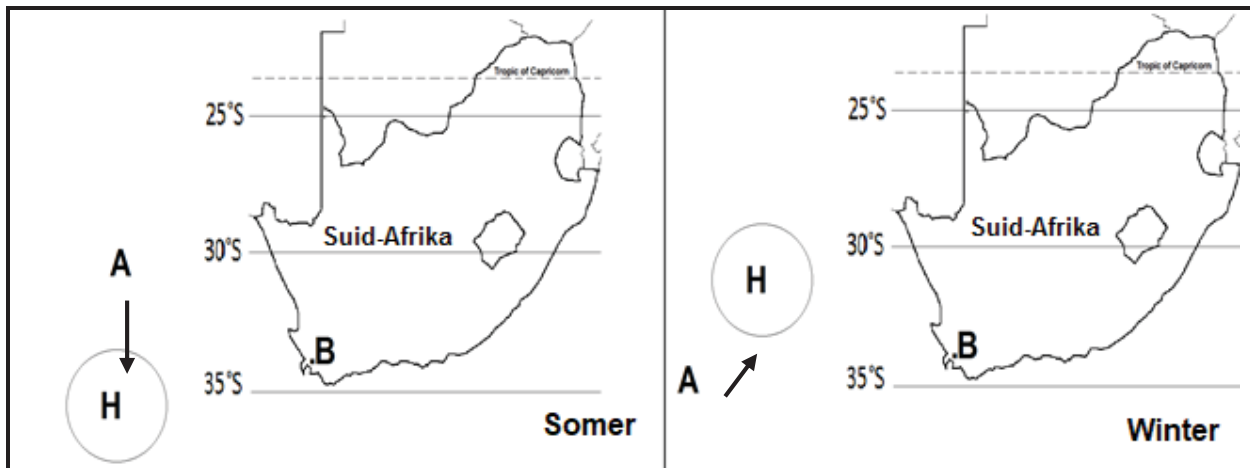 Tropic of Capricorn
25°S
Suid-Afrika
30°S
A
B
H
35°S
Somer
Tropic of Capricorn
25°S
Suid-Afrika
30°S
H
B
A
35°S
Winter